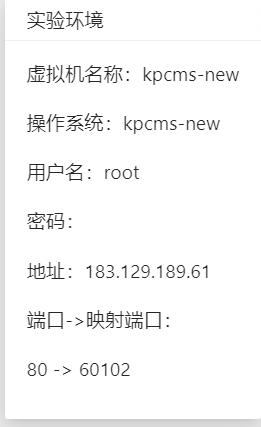 实验环境
虚拟机名称：kpcms-new
操作系统：kpcms-new
用户名：root
密码：
地址：183.129.189.61
端口->映射端口：
80 -> 60102